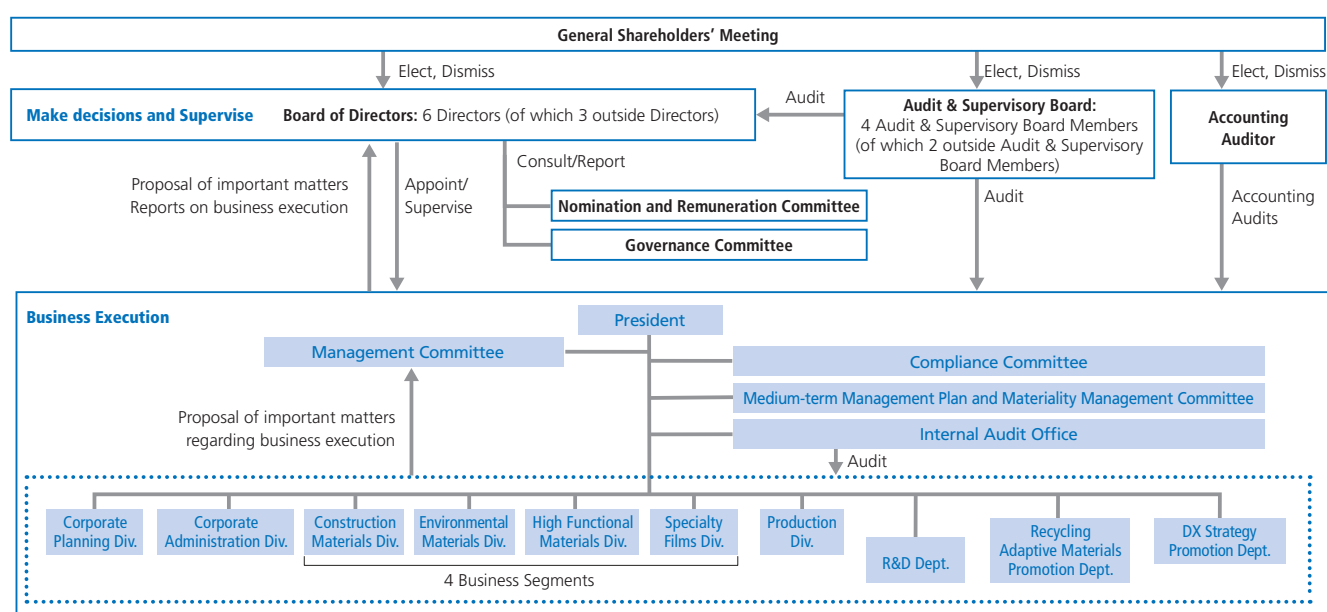 General Shareholders' Meeting
Elect, Dismiss
Elect, Dismiss
Elect, Dismiss
Make decisions and Supervise
Board of Directors: 6 Directors (of which 3 outside Directors)
Audit
Audit & Supervisory Board:
4 Audit & Supervisory Board Members
(of which 2 outside Audit & Supervisory
Board Members)
Accounting
Auditor
Proposal of important matters
Reports on business execution
Appoint/
Supervise
Consult/Report
Nomination and Remuneration Committee
Governance Committee
Audit
Accounting
Audits
Business Execution
President
Management Committee
Compliance Committee
Medium-term Management Plan and Materiality Management Committee
Internal Audit Office
Proposal of important matters
regarding business execution
Audit
Corporate
Planning Div.
Corporate
Administration Div.
Construction
Materials Div.
Environmental
Materials Div.
High Functional
Materials Div.
Specialty
Films Div.
Production
Div.
R&D Dept.
Recycling
Adaptive Materials
Promotion Dept.
DX Strategy
Promotion Dept.
4 Business Segments